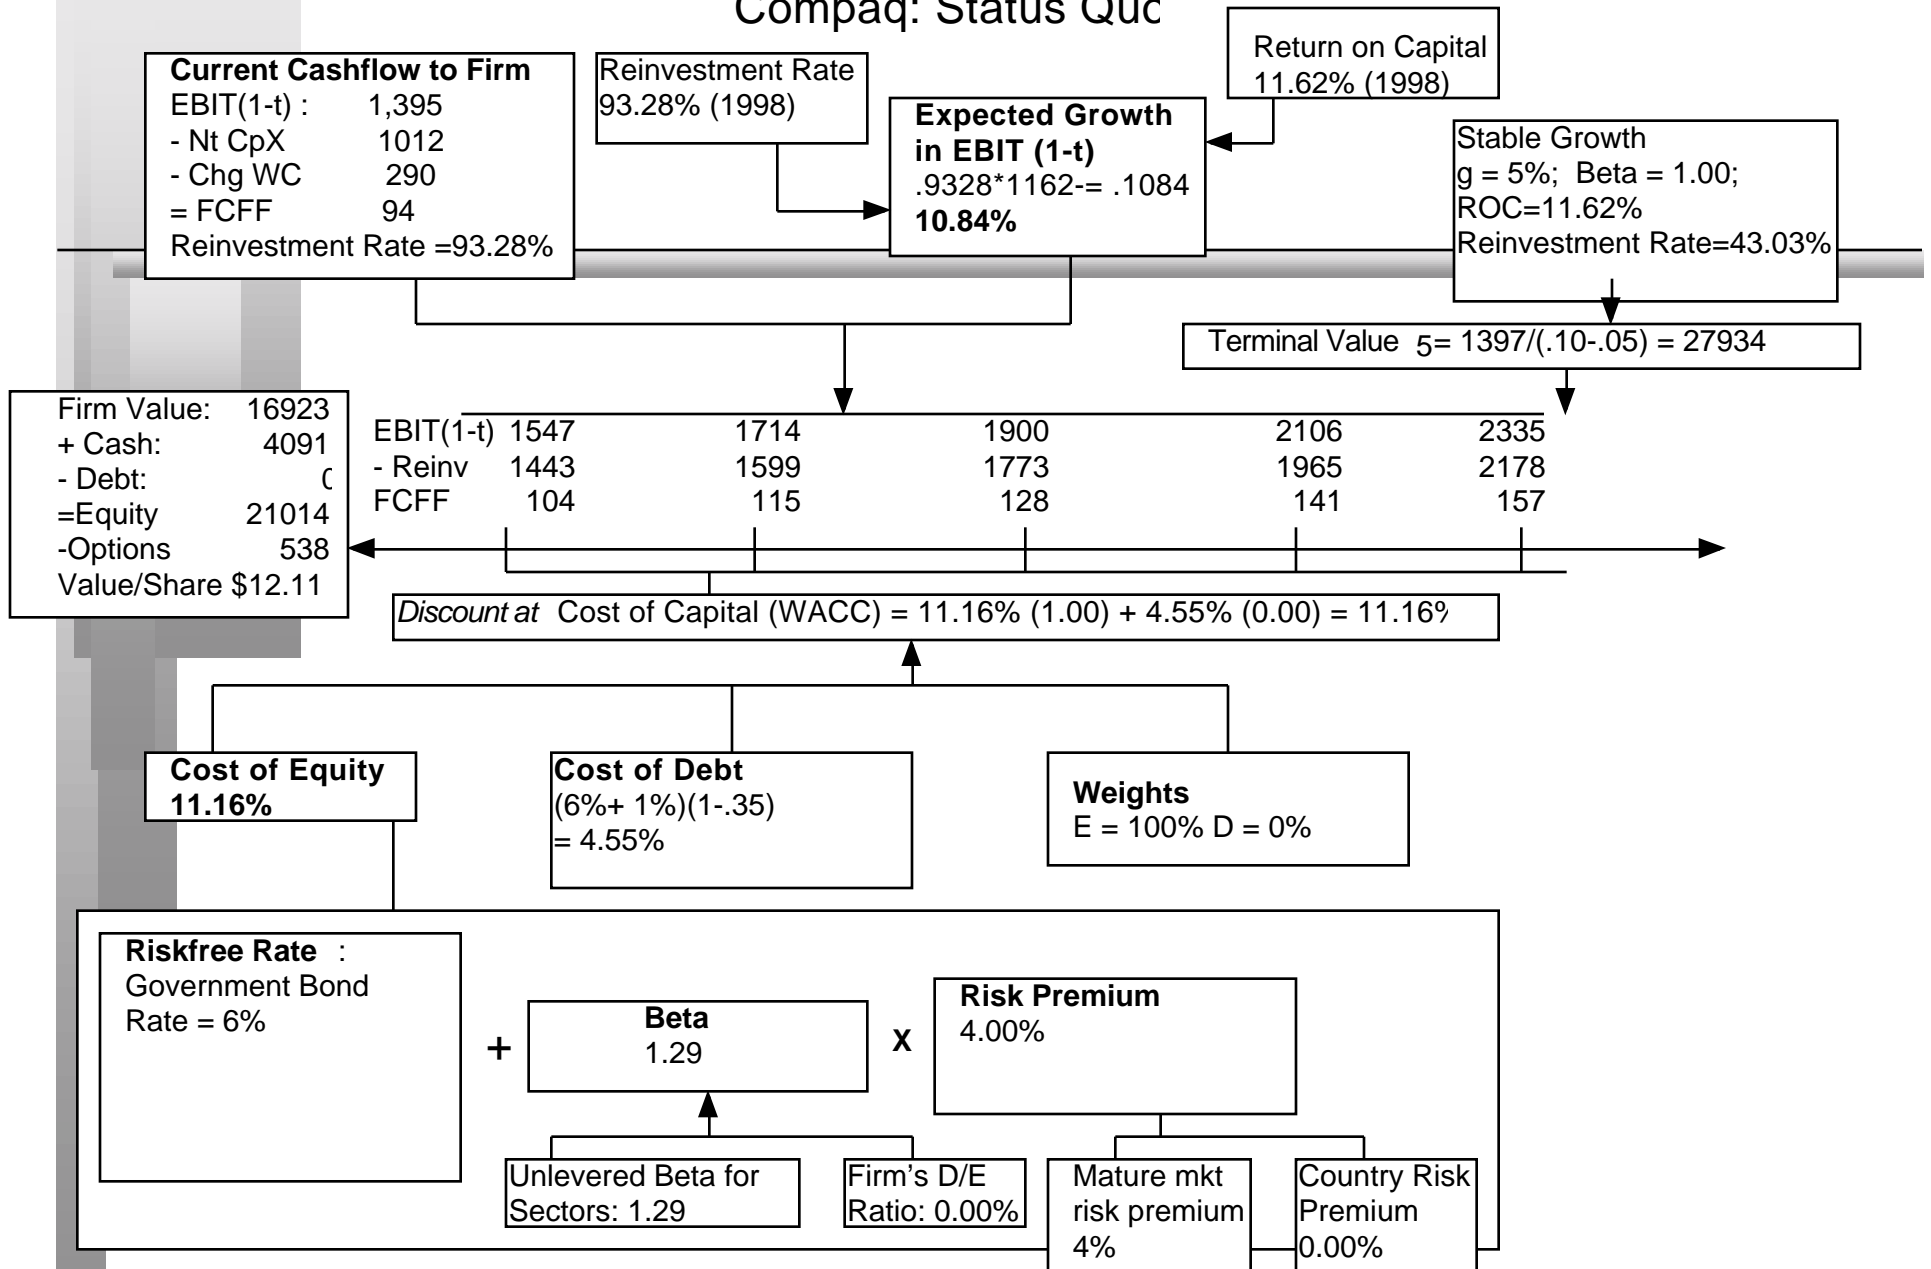 Compaq: Status Quo
Current Cashflow to Firm
EBIT(1-t) : 1,395
- Nt CpX 1012
- Chg WC 290
= FCFF 94
Reinvestment Rate =93.28%
Reinvestment Rate
93.28% (1998)
Expected Growth
in EBIT (1-t)
.9328*1162-= .1084
10.84%
Return on Capital
11.62% (1998)
Stable Growth
g = 5%; Beta = 1.00;
ROC=11.62%
Reinvestment Rate=43.03%
Terminal Value 5= 1397/(.10-.05) = 27934
Firm Value: 16923
+ Cash: 4091
- Debt: 0
=Equity 21014
-Options 538
Value/Share $12.11
EBIT(1-t) 1547 1714 1900 2106 2335
- Reinv 1443 1599 1773 1965 2178
FCFF 104 115 128 141 157
Discount at Cost of Capital (WACC) = 11.16% (1.00) + 4.55% (0.00) = 11.16%
Cost of Equity
11.16%
Cost of Debt
(6%+ 1%)(1-.35)
= 4.55%
Weights
E = 100% D = 0%
Riskfree Rate :
Government Bond
Rate = 6%
+
Beta
1.29
X
Risk Premium
4.00%
Unlevered Beta for
Sectors: 1.29
Firm's D/E
Ratio: 0.00%
Mature mkt
risk premium
4%
Country Risk
Premium
0.00%